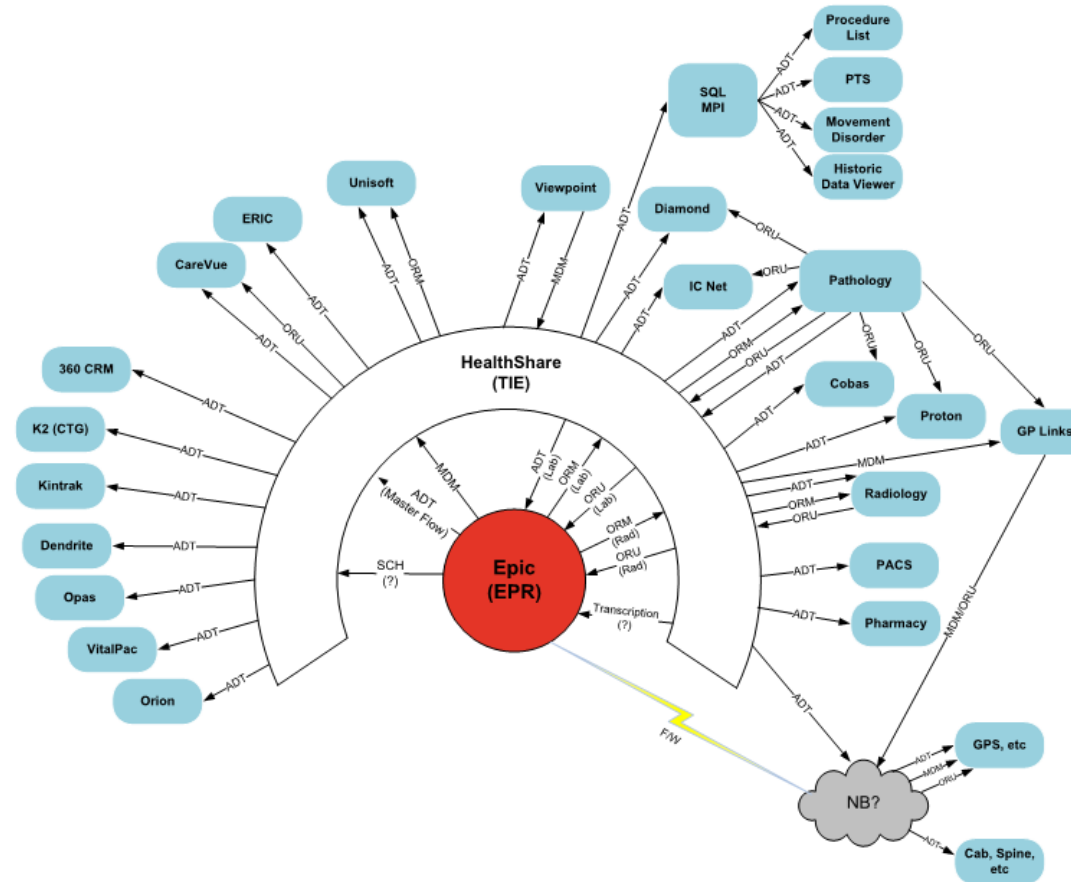 Procedure
List
ADT
SQL
MPI
ADT
PTS
ADT
Movement
Disorder
ADT
Historic
Data Viewer
Unisoft
Viewpoint
Diamond
ERIC
CareVue
ADT
ORM
ADT
MDM
ADT
ADT
ORU
IC Net
ORU
Pathology
ADT
ADT
ORU
ADT
ADT
ORM
ORU
ADT
ORU
ORU
ORU
HealthShare
(TIE)
360 CRM
ADT
K2 (CTG)
ADT
Kintrak
ADT
Dendrite
ADT
Opas
ADT
VitalPac
ADT
Orion
ADT
Cobas
ADT
Proton
ADT
GP Links
MDM
ADT
ORM
ORU
Radiology
ADT
PACS
ADT
Pharmacy
MDM
ADT
(Master Flow)
ADT
(Lab)
ORM
(Lab)
ORU
(Lab)
ORM
(Rad)
ORU
(Rad)
SCH
(?)
Epic
(EPR)
Transcription
(?)
F/W
ADT
MDM/ORU
NB?
ADT
MDM
ORU
GPS, etc
ADT
Cab, Spine,
etc